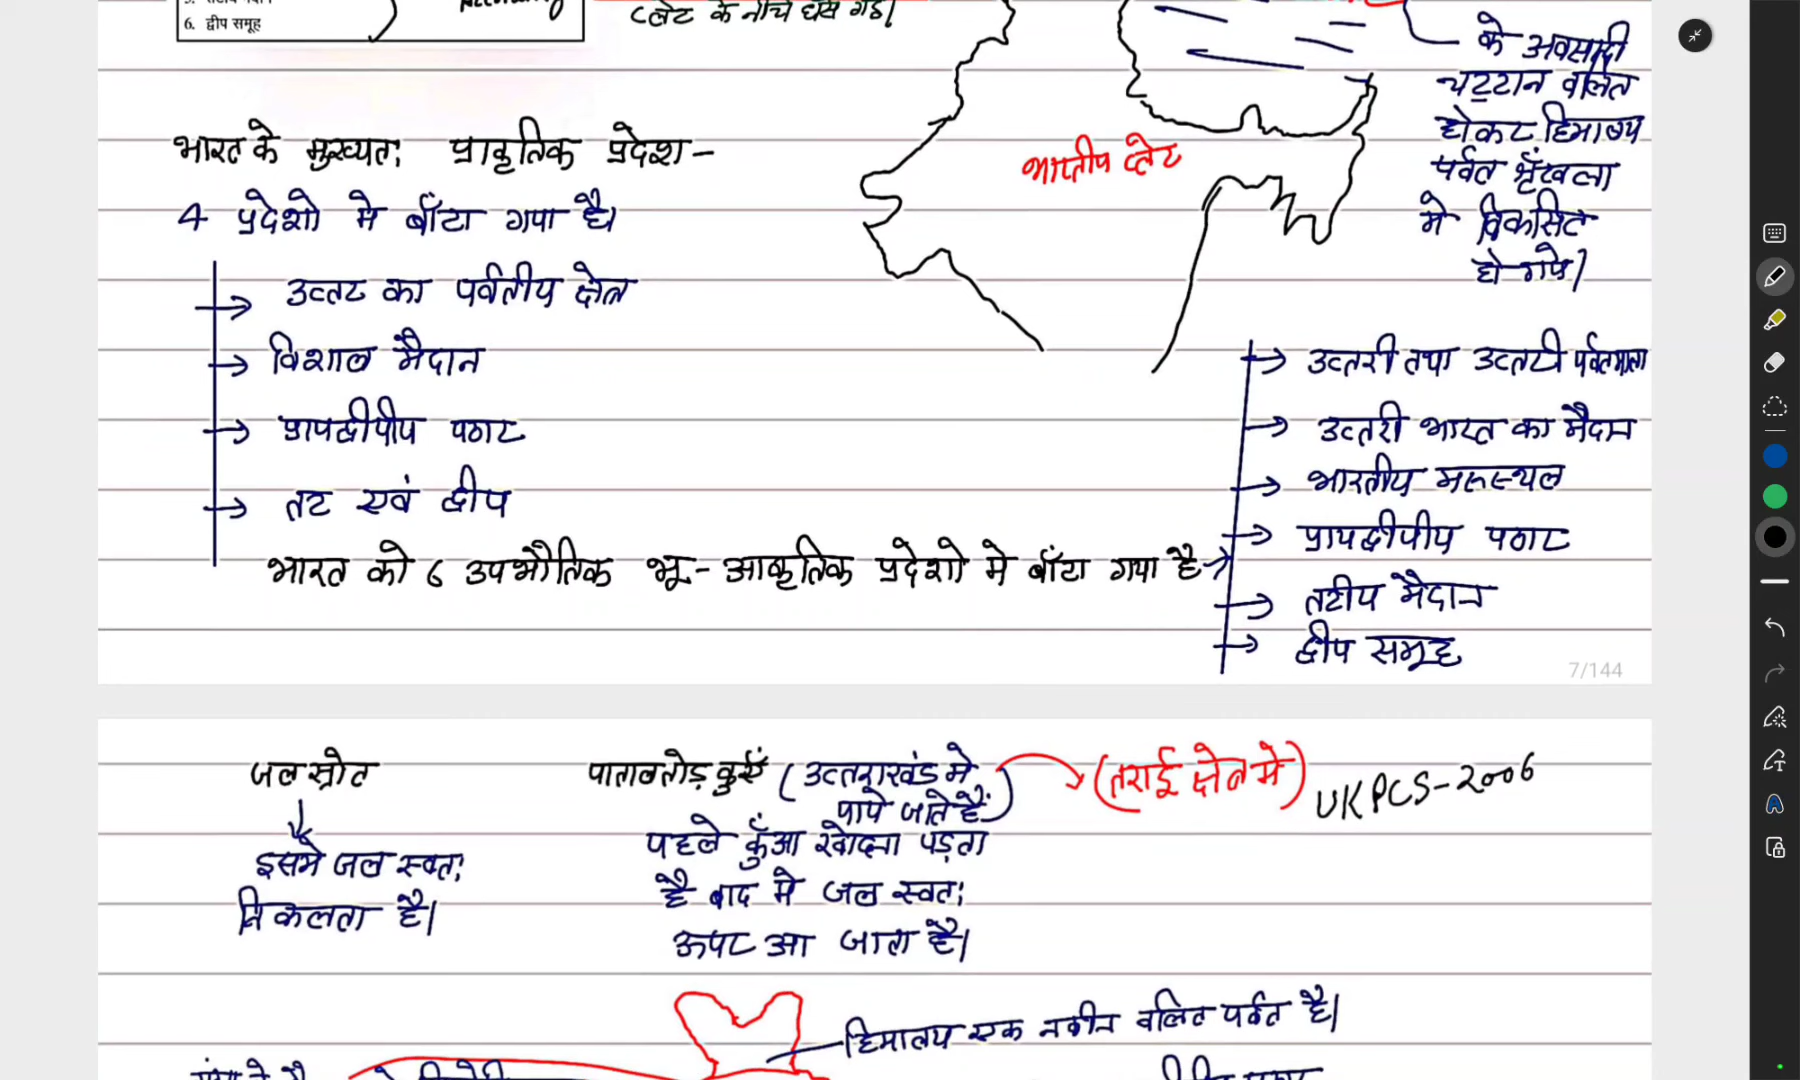 6. द्वीप समूह
प्लेट के नीचे धँस गई।
के अवसादी
चट्टान वलित
होकर हिमालय
पर्वत श्रृँखला
मे विकसित
हो गये।
भारतीय प्लेट
भारत के मुख्यतः प्राकृतिक प्रदेश -
4 प्रदेशो मे बाँटा गया है।
उत्तर का पर्वतीय क्षेत्र
विशाल मैदान
प्रायद्वीपीय पठार
तट एवं द्वीप
भारत को 6 उपभौतिक भू - आकृतिक प्रदेशो मे बाँटा गया है
उत्तरी तथा उत्तरी पर्वतमाला
उत्तरी भारत का मैदान
भारतीय मरूस्थल
प्रायद्वीपीय पठार
तटीय मैदान
द्वीप समूह
7/144
जल स्रोत
इसमे जल स्वतः
निकलता है।
पातालतोड़ कुएँ (उत्तराखंड मे
पाये जाते है)
(तराई क्षेत्र मे)
UKPCS-2006
पहले कुँआ खोदना पड़ता
है बाद मे जल स्वतः
ऊपर आ जाता है।
हिमालय एक नवीन वलित पर्वत है।